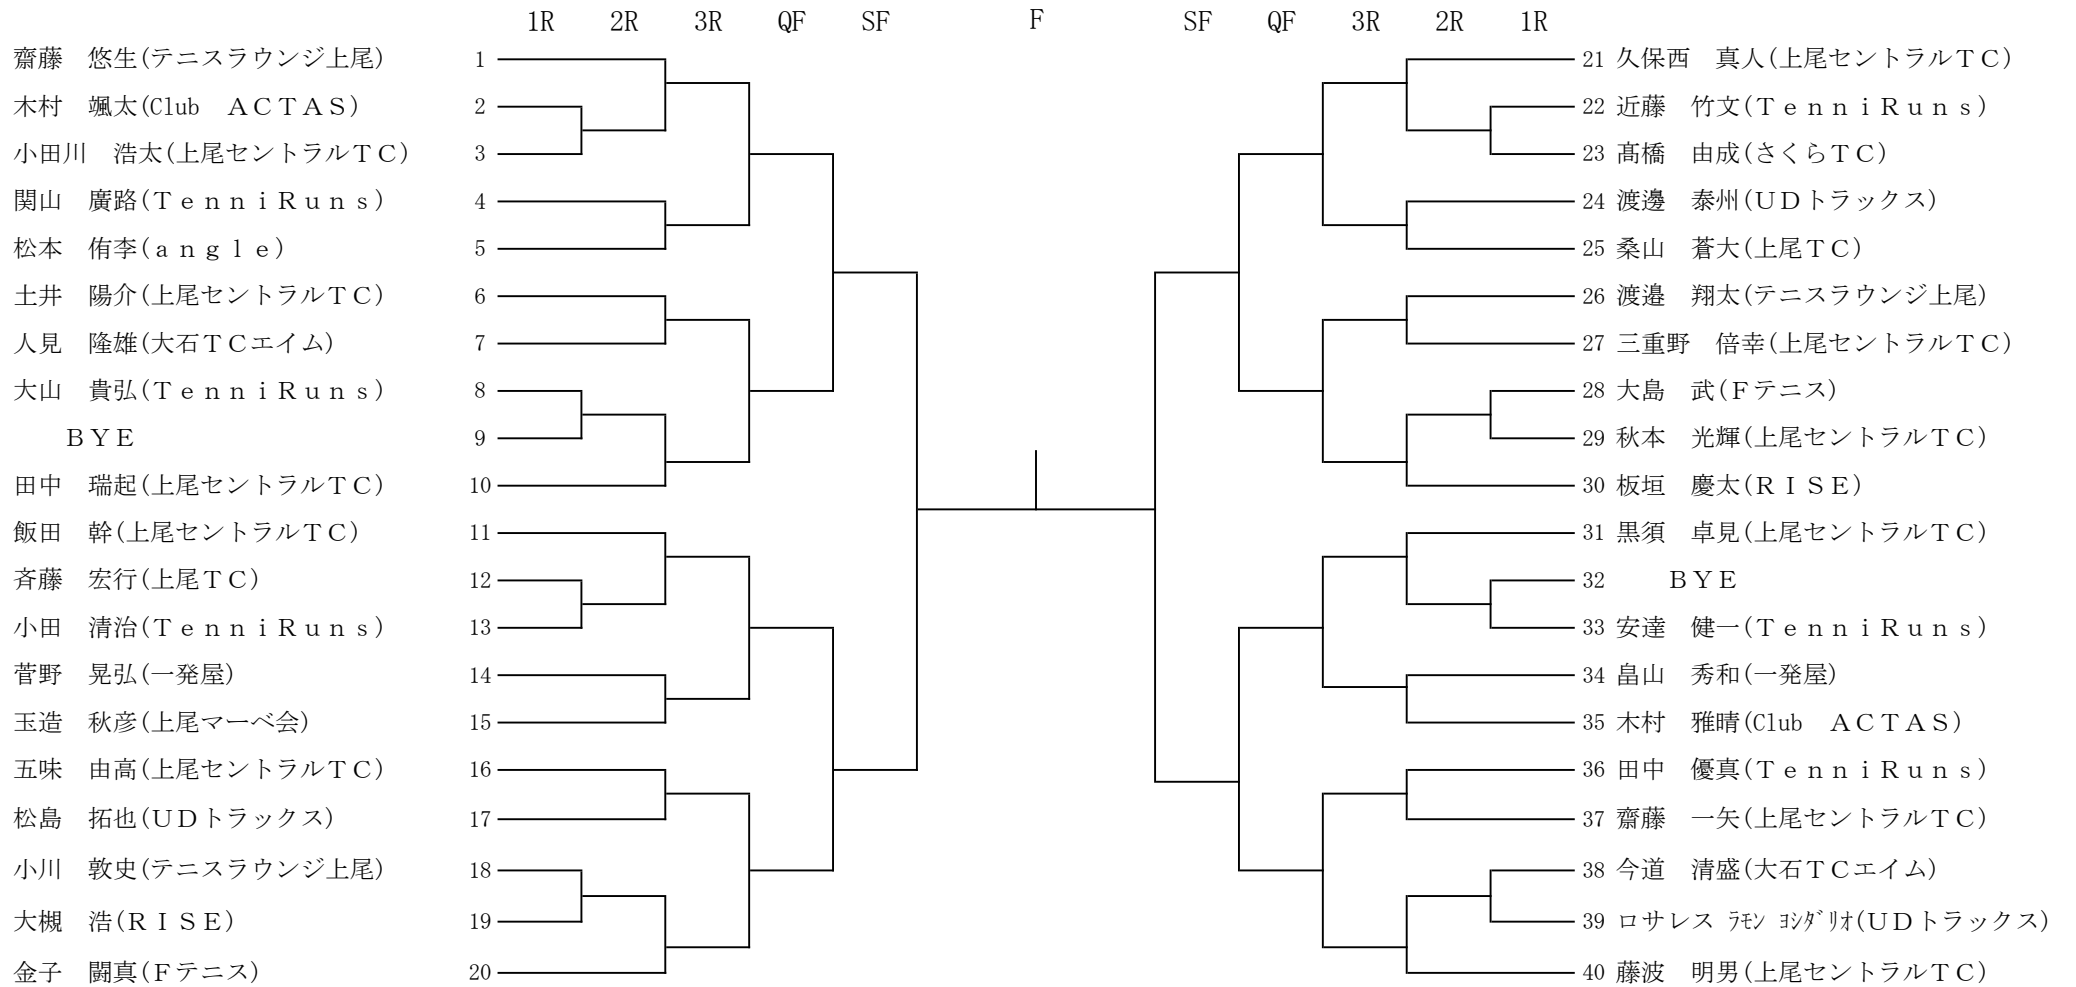 1R 2R 3R QF SF F SF QF 3R 2R 1R
齋藤　悠生(テニスラウンジ上尾) 1
木村　颯太(Club　ＡＣＴＡＳ) 2
小田川　浩太(上尾セントラルＴＣ) 3
関山　廣路(ＴｅｎｎｉＲｕｎｓ) 4
松本　侑李(ａｎｇｌｅ) 5
土井　陽介(上尾セントラルＴＣ) 6
人見　隆雄(大石ＴＣエイム) 7
大山　貴弘(ＴｅｎｎｉＲｕｎｓ) 8
ＢＹＥ 9
田中　瑞起(上尾セントラルＴＣ) 10
飯田　幹(上尾セントラルＴＣ) 11
斉藤　宏行(上尾ＴＣ) 12
小田　清治(ＴｅｎｎｉＲｕｎｓ) 13
菅野　晃弘(一発屋) 14
玉造　秋彦(上尾マーベ会) 15
五味　由高(上尾セントラルＴＣ) 16
松島　拓也(ＵＤトラックス) 17
小川　敦史(テニスラウンジ上尾) 18
大槻　浩(ＲＩＳＥ) 19
金子　闘真(Ｆテニス) 20
21 久保西　真人(上尾セントラルＴＣ)
22 近藤　竹文(ＴｅｎｎｉＲｕｎｓ)
23 髙橋　由成(さくらＴＣ)
24 渡邊　泰州(ＵＤトラックス)
25 桑山　蒼大(上尾ＴＣ)
26 渡邉　翔太(テニスラウンジ上尾)
27 三重野　倍幸(上尾セントラルＴＣ)
28 大島　武(Ｆテニス)
29 秋本　光輝(上尾セントラルＴＣ)
30 板垣　慶太(ＲＩＳＥ)
31 黒須　卓見(上尾セントラルＴＣ)
32 ＢＹＥ
33 安達　健一(ＴｅｎｎｉＲｕｎｓ)
34 畠山　秀和(一発屋)
35 木村　雅晴(Club　ＡＣＴＡＳ)
36 田中　優真(ＴｅｎｎｉＲｕｎｓ)
37 齋藤　一矢(上尾セントラルＴＣ)
38 今道　清盛(大石ＴＣエイム)
39 ロサレス ﾗﾓﾝ ﾖｼﾀﾞﾘｵ(ＵＤトラックス)
40 藤波　明男(上尾セントラルＴＣ)